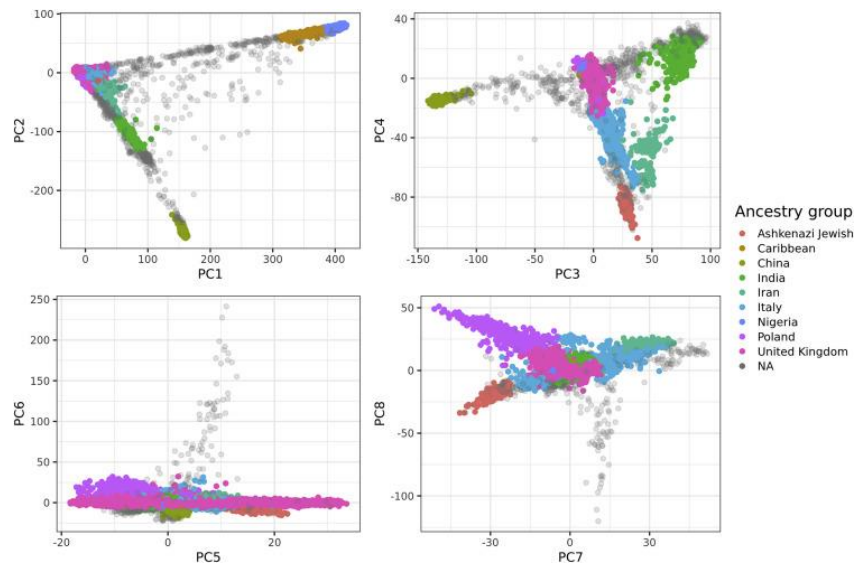 100
0
-100
-200
PC2
0
100
200
300
400
PC1
40
0
-40
-80
PC4
-150
-100
-50
0
50
100
PC3
250
200
150
100
50
0
PC6
-20
0
20
PC5
50
0
-50
-100
PC8
-30
0
30
PC7
Ancestry group
Ashkenazi Jewish
Caribbean
China
India
Iran
Italy
Nigeria
Poland
United Kingdom
NA